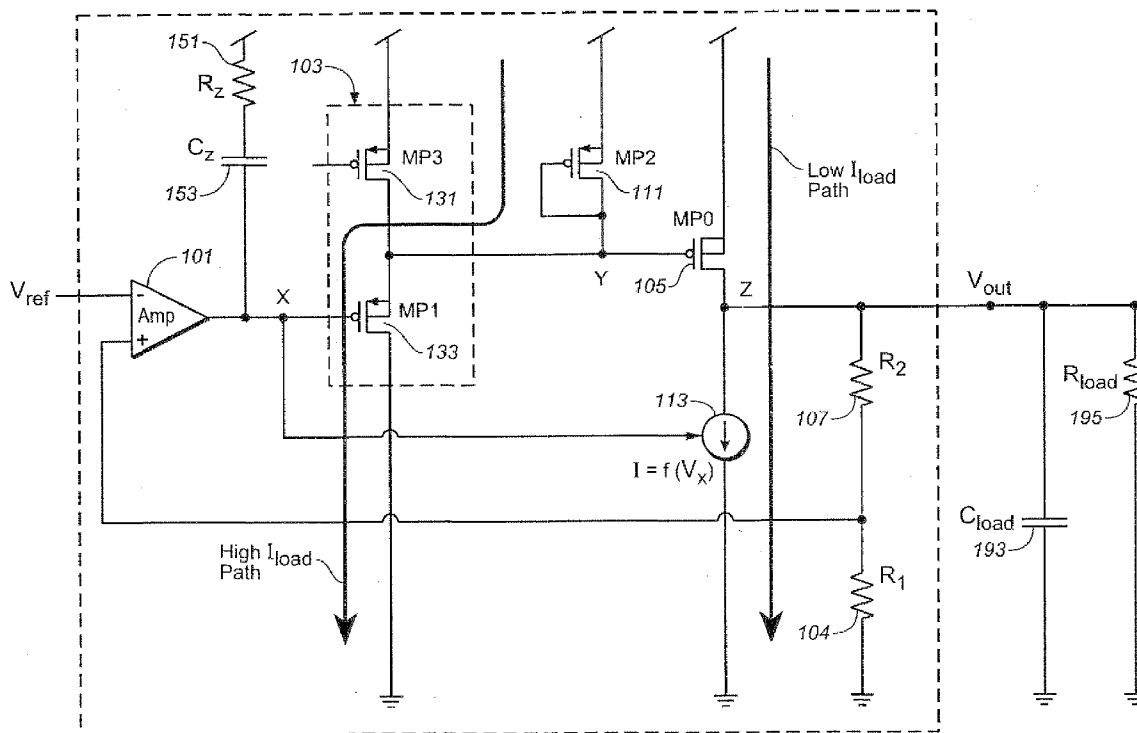 151
R_z
C_z
153
103
MP3
131
MP2
111
Low I_load
Path
MP0
105
101
V_ref
-
Amp
+
X
MP1
133
Y
Z
V_out
R_2
107
R_load
195
113
I = f (V_x)
C_load
193
High I_load
Path
R_1
104